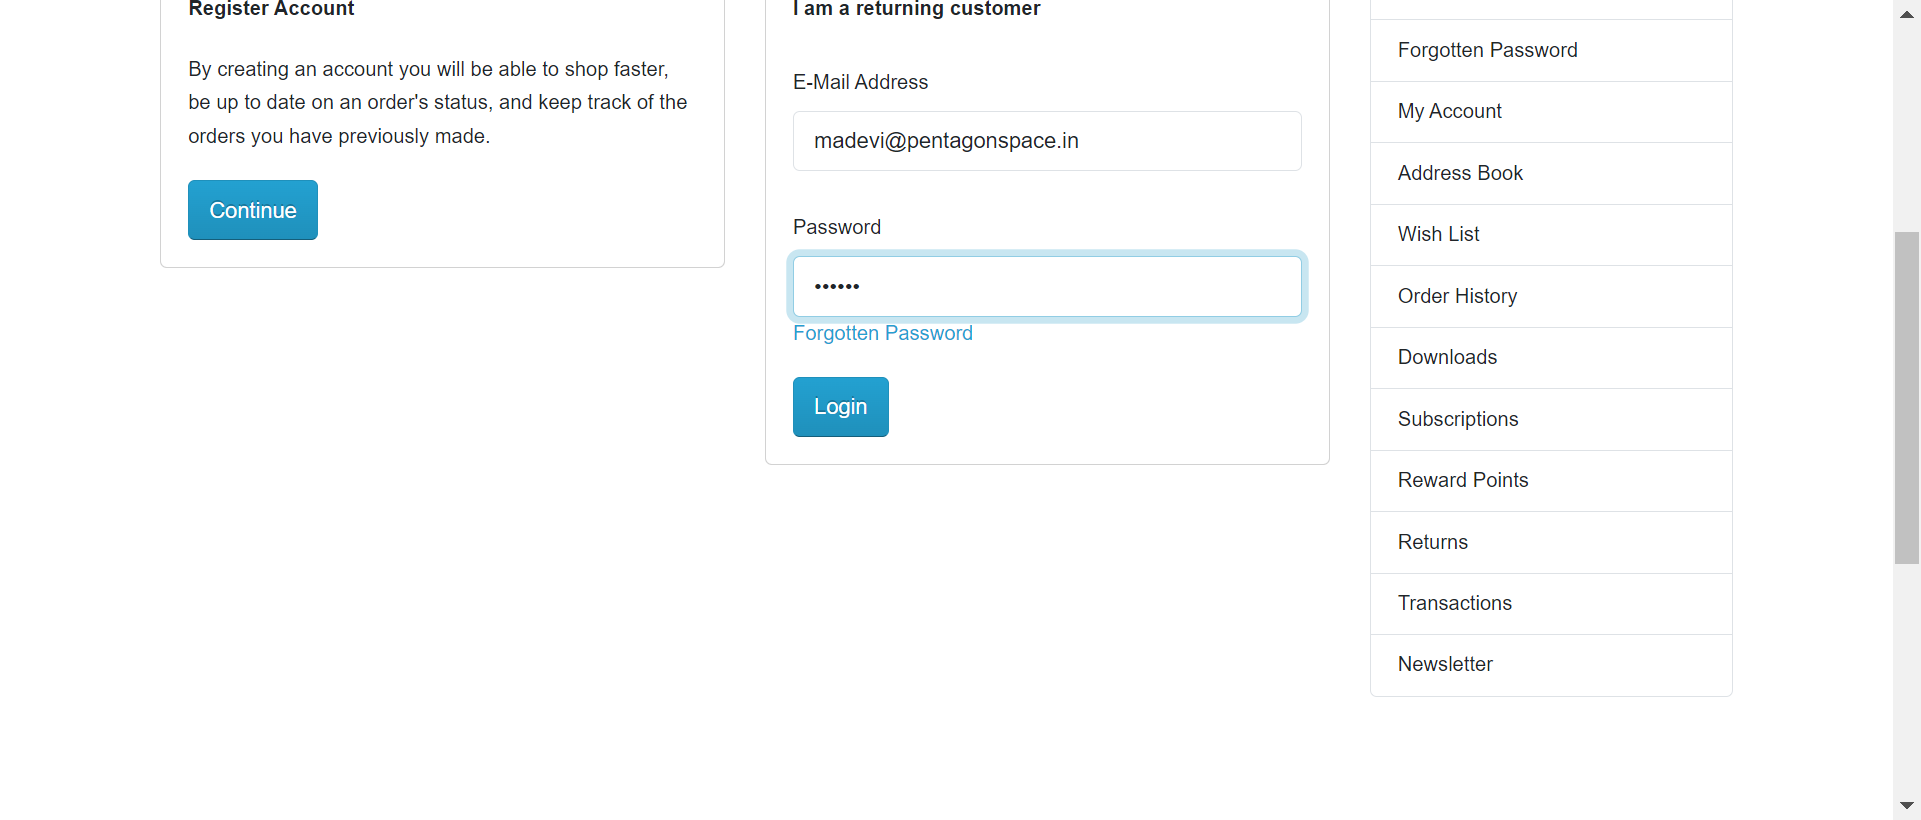 Register Account
By creating an account you will be able to shop faster,
be up to date on an order's status, and keep track of the
orders you have previously made.
Continue
I am a returning customer
E-Mail Address
madevi@pentagonspace.in
Password
••••••
Forgotten Password
Login
Forgotten Password
My Account
Address Book
Wish List
Order History
Downloads
Subscriptions
Reward Points
Returns
Transactions
Newsletter